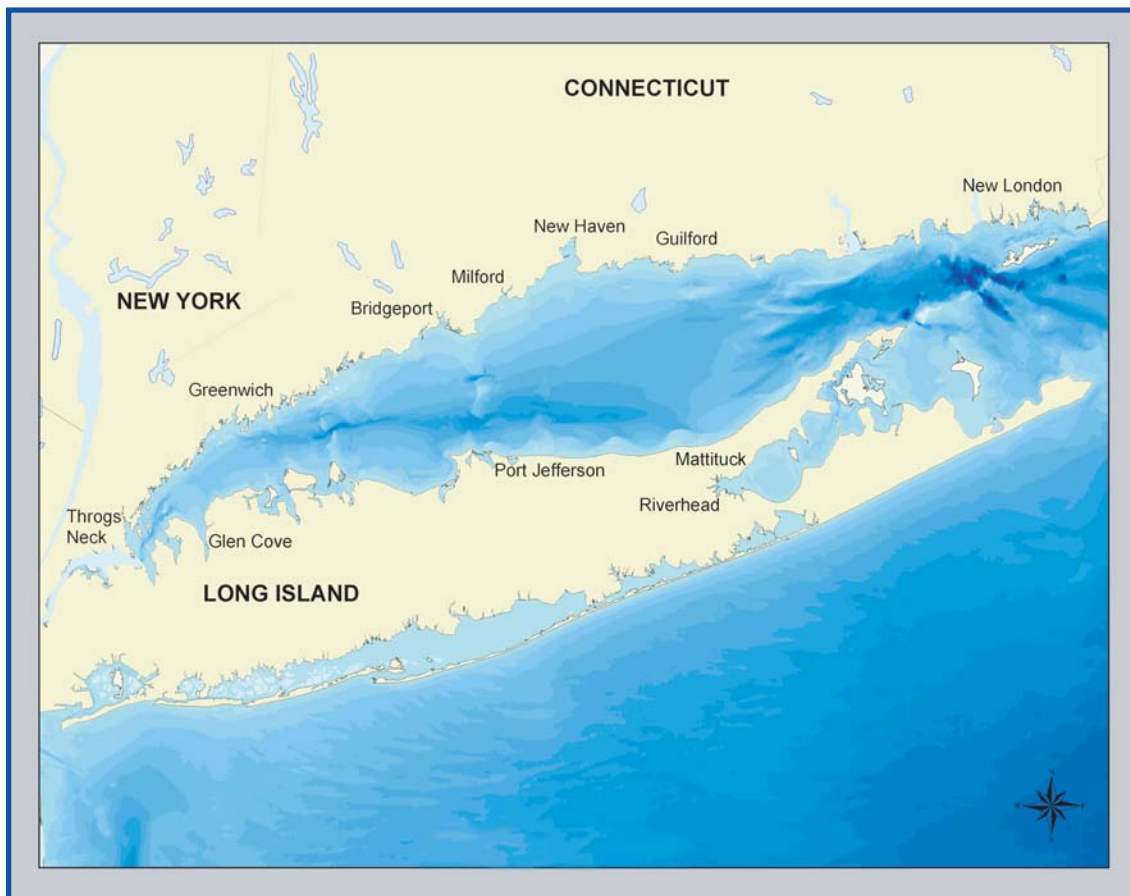 CONNECTICUT
New London
New Haven
Guilford
Milford
NEW YORK
Bridgeport
Greenwich
Mattituck
Port Jefferson
Riverhead
Throgs
Neck
Glen Cove
LONG ISLAND